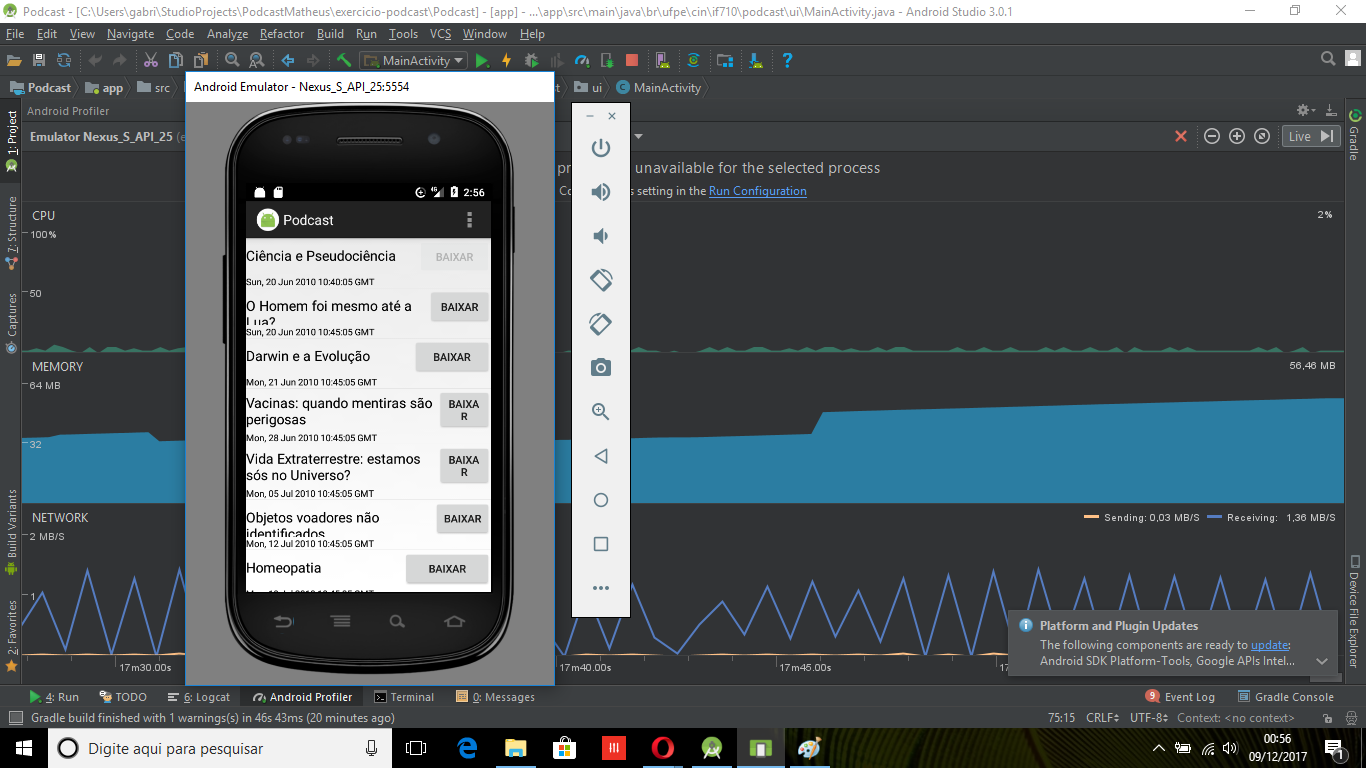 Podcast - [C:\Users\gabri\StudioProjects\PodcastMatheus\exercicio-podcast\Podcast] - [app] - ...\app\src\main\java\br\ufpe\cin\if710\podcast\ui\MainActivity.java - Android Studio 3.0.1
File Edit View Navigate Code Analyze Refactor Build Run Tools VCS Window Help
MainActivity
Podcast app src ui MainActivity
Android Emulator - Nexus_S_API_25:5554
Android Profiler
Emulator Nexus_S_API_25
Live
unavailable for the selected process
setting in the Run Configuration
CPU
2%
100%
50
MEMORY
56,46 MB
64 MB
32
NETWORK
Sending: 0,03 MB/S Receiving: 1,36 MB/S
2 MB/S
1
17m30.00s
17m40.00s
17m45.00s
2:56
Podcast
Ciência e Pseudociência
BAIXAR
Sun, 20 Jun 2010 10:40:05 GMT
O Homem foi mesmo até a
Lua?
BAIXAR
Sun, 20 Jun 2010 10:45:05 GMT
Darwin e a Evolução
BAIXAR
Mon, 21 Jun 2010 10:45:05 GMT
Vacinas: quando mentiras são
perigosas
BAIXA
R
Mon, 28 Jun 2010 10:45:05 GMT
Vida Extraterrestre: estamos
sós no Universo?
BAIXA
R
Mon, 05 Jul 2010 10:45:05 GMT
Objetos voadores não
identificados
BAIXAR
Mon, 12 Jul 2010 10:45:05 GMT
Homeopatia
BAIXAR
1: Project
7: Structure
Captures
Build Variants
2: Favorites
Gradle
Device File Explorer
Platform and Plugin Updates
The following components are ready to update:
Android SDK Platform-Tools, Google APIs Intel...
4: Run TODO 6: Logcat Android Profiler Terminal 0: Messages
9 Event Log Gradle Console
Gradle build finished with 1 warnings(s) in 46s 43ms (20 minutes ago)
75:15 CRLF UTF-8 Context: <no context>
Digite aqui para pesquisar
00:56
09/12/2017
1